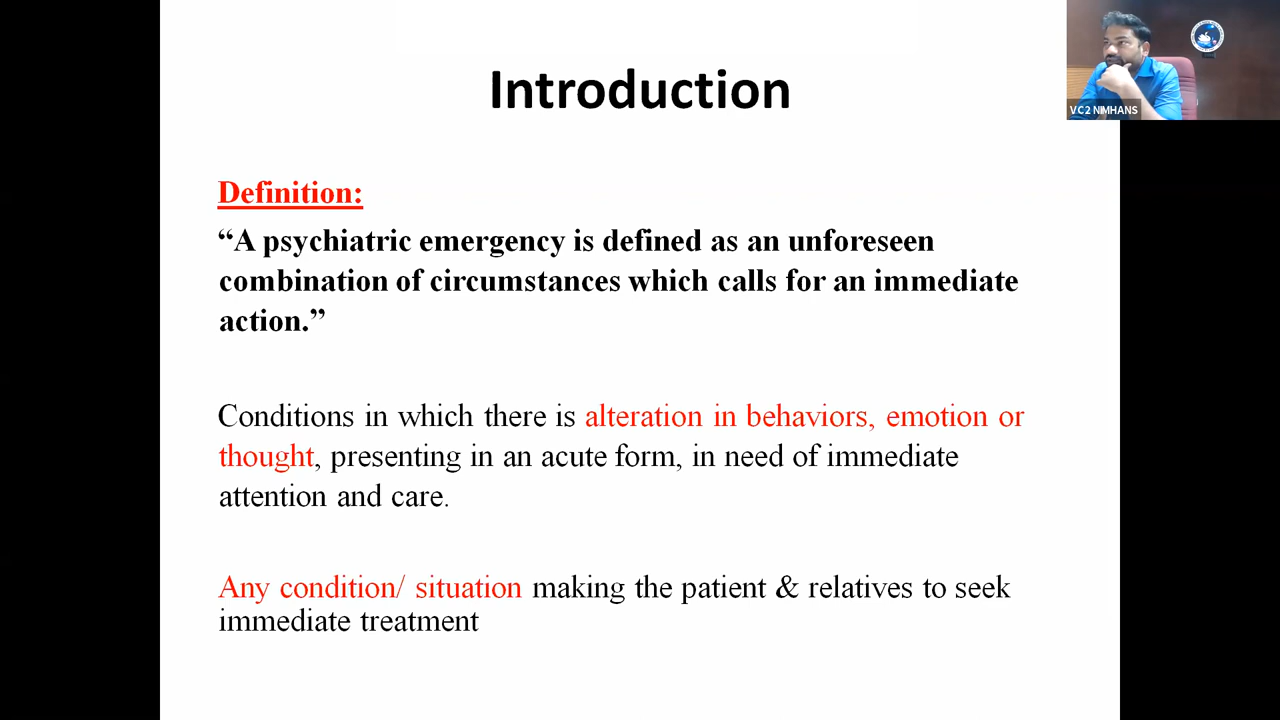 Introduction
VC2 NIMHANS
Definition:
“A psychiatric emergency is defined as an unforeseen
combination of circumstances which calls for an immediate
action.”
Conditions in which there is alteration in behaviors, emotion or
thought, presenting in an acute form, in need of immediate
attention and care.
Any condition/ situation making the patient & relatives to seek
immediate treatment